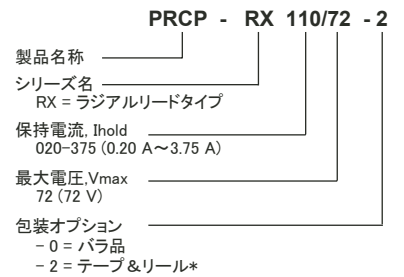 PRCP - RX 110/72 - 2
製品名称
シリーズ名
RX = ラジアルリードタイプ
保持電流, Ihold
020-375 (0.20 A～3.75 A)
最大電圧,Vmax
72 (72 V)
包装オプション
- 0 = バラ品
- 2 = テープ＆リール*